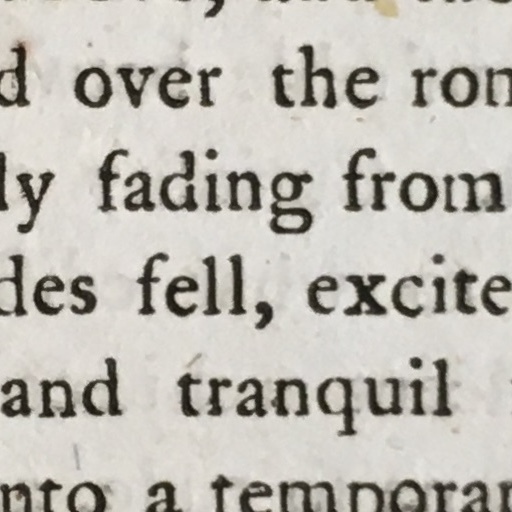 d over the ron
ly fading from
des fell, excite
and tranquil
nto a temporar